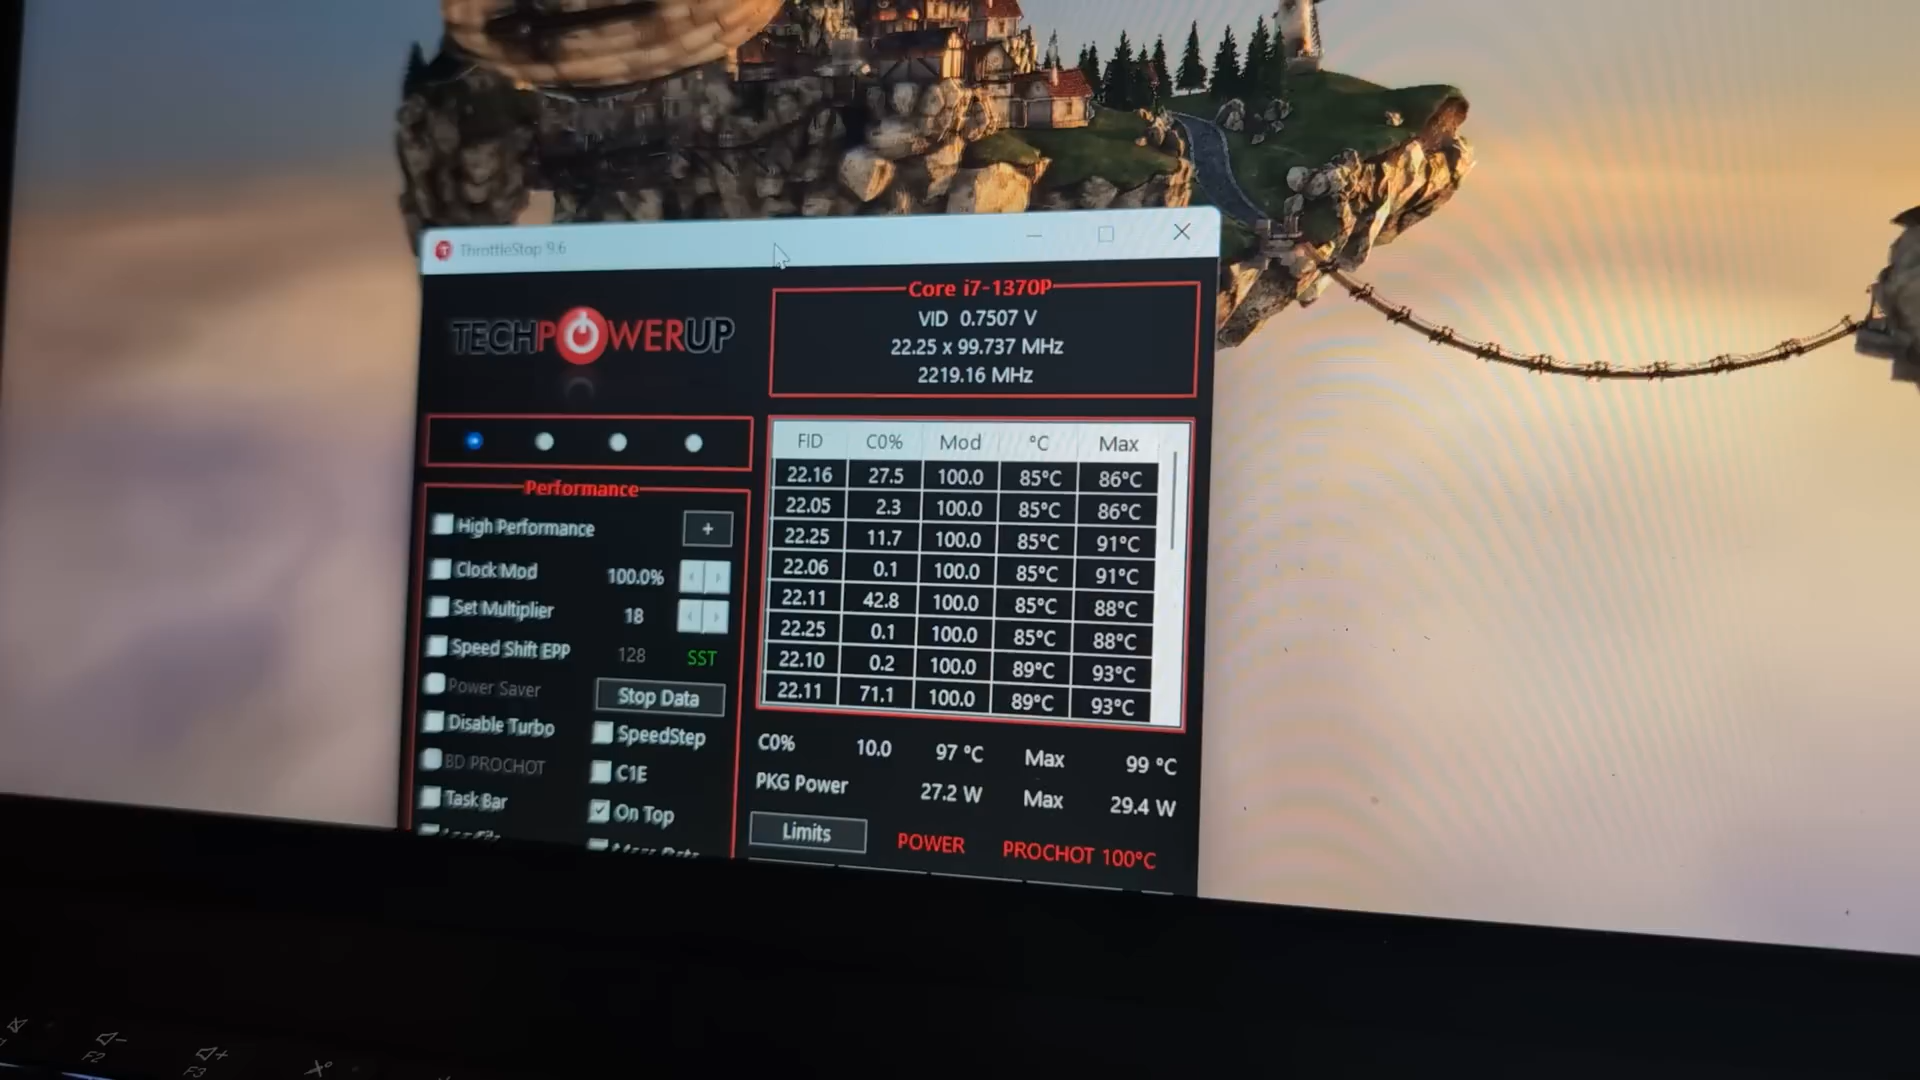 ThrottleStop 9.6
TECHPOWERUP
Core i7-1370P
VID 0.7507 V
22.25 x 99.737 MHz
2219.16 MHz
Performance
High Performance +
Clock Mod 100.0%
Set Multiplier 18
Speed Shift EPP 128 SST
Power Saver Stop Data
Disable Turbo SpeedStep
BD PROCHOT C1E
Task Bar On Top
FID C0% Mod °C Max
22.16 27.5 100.0 85°C 86°C
22.05 2.3 100.0 85°C 86°C
22.25 11.7 100.0 85°C 91°C
22.06 0.1 100.0 85°C 91°C
22.11 42.8 100.0 85°C 88°C
22.25 0.1 100.0 85°C 88°C
22.10 0.2 100.0 89°C 93°C
22.11 71.1 100.0 89°C 93°C
C0% 10.0 97 °C Max 99 °C
PKG Power 27.2 W Max 29.4 W
Limits POWER PROCHOT 100°C
F2
F3